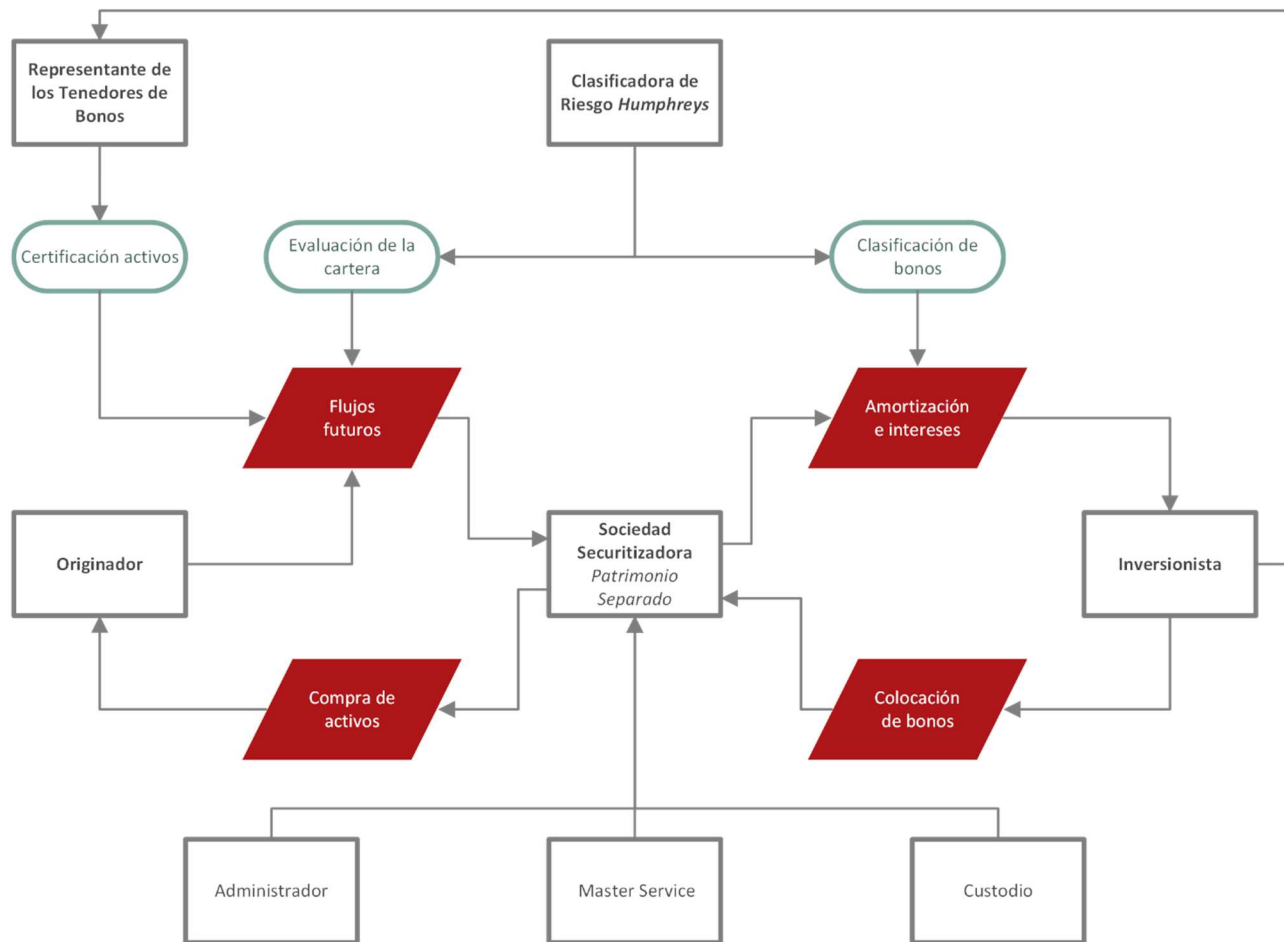 Representante de
los Tenedores de
Bonos
Clasificadora de
Riesgo Humphreys
Certificación activos
Evaluación de la
cartera
Clasificación de
bonos
Flujos
futuros
Amortización
e intereses
Originador
Sociedad
Securitizadora
Patrimonio
Separado
Inversionista
Compra de
activos
Colocación
de bonos
Administrador
Master Service
Custodio